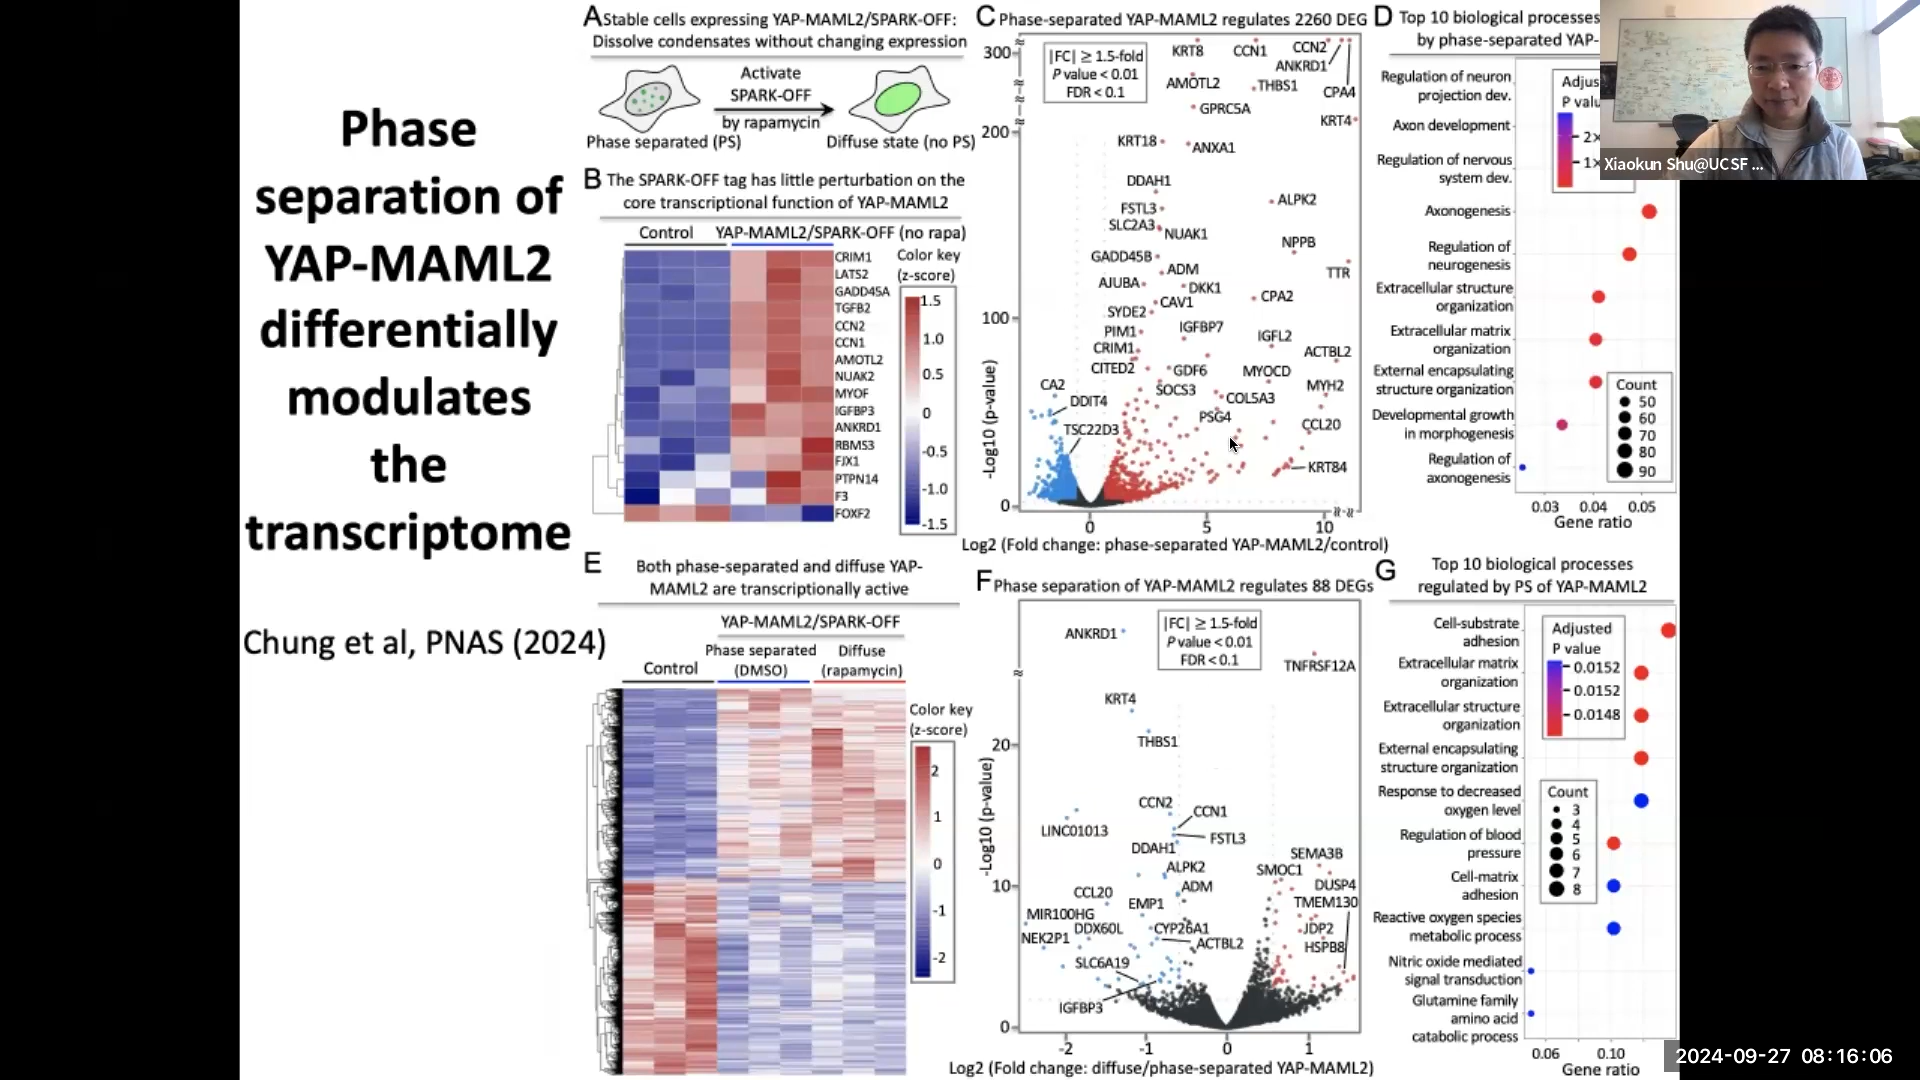 Phase
separation of
YAP-MAML2
differentially
modulates
the
transcriptome
Chung et al, PNAS (2024)
A Stable cells expressing YAP-MAML2/SPARK-OFF:
Dissolve condensates without changing expression
Activate
SPARK-OFF
by rapamycin
Phase separated (PS)
Diffuse state (no PS)
B The SPARK-OFF tag has little perturbation on the
core transcriptional function of YAP-MAML2
Control
YAP-MAML2/SPARK-OFF (no rapa)
CRIM1
LATS2
GADD45A
TGFB2
CCN2
CCN1
AMOTL2
NUAK2
MYOF
IGFBP3
ANKRD1
RBMS3
FJX1
PTPN14
F3
FOXF2
Color key
(z-score)
1.5
1.0
0.5
0
-0.5
-1.0
-1.5
C Phase-separated YAP-MAML2 regulates 2260 DEG
|FC| ≥ 1.5-fold
P value < 0.01
FDR < 0.1
300
200
100
0
-Log10 (p-value)
KRT8
CCN1
CCN2
ANKRD1
AMOTL2
THBS1
CPA4
GPRC5A
KRT4
KRT18
ANXA1
DDAH1
ALPK2
FSTL3
SLC2A3
NUAK1
NPPB
GADD45B
ADM
TTR
AJUBA
DKK1
CPA2
CAV1
SYDE2
PIM1
IGFBP7
IGFL2
CRIM1
ACTBL2
CITED2
GDF6
MYOCD
CA2
SOCS3
MYH2
DDIT4
COL5A3
PSG4
TSC22D3
CCL20
KRT84
0
5
10
Log2 (Fold change: phase-separated YAP-MAML2/control)
D Top 10 biological processes
by phase-separated YAP-
Regulation of neuron
projection dev.
Axon development
Regulation of nervous
system dev.
Axonogenesis
Regulation of
neurogenesis
Extracellular structure
organization
Extracellular matrix
organization
External encapsulating
structure organization
Developmental growth
in morphogenesis
Regulation of
axonogenesis
Adjus
P valu
2×
1×
Count
50
60
70
80
90
0.03
0.04
0.05
Gene ratio
Xiaokun Shu@UCSF ...
E Both phase-separated and diffuse YAP-
MAML2 are transcriptionally active
YAP-MAML2/SPARK-OFF
Control
Phase separated
(DMSO)
Diffuse
(rapamycin)
Color key
(z-score)
2
1
0
-1
-2
F Phase separation of YAP-MAML2 regulates 88 DEGs
|FC| ≥ 1.5-fold
P value < 0.01
FDR < 0.1
20
10
0
-Log10 (p-value)
ANKRD1
TNFRSF12A
KRT4
THBS1
CCN2
CCN1
LINC01013
FSTL3
DDAH1
SEMA3B
ALPK2
SMOC1
ADM
DUSP4
CCL20
EMP1
TMEM130
MIR100HG
DDX60L
CYP26A1
JDP2
NEK2P1
ACTBL2
HSPB8
SLC6A19
IGFBP3
-2
-1
0
1
Log2 (Fold change: diffuse/phase-separated YAP-MAML2)
G Top 10 biological processes
regulated by PS of YAP-MAML2
Cell-substrate
adhesion
Extracellular matrix
organization
Extracellular structure
organization
External encapsulating
structure organization
Response to decreased
oxygen level
Regulation of blood
pressure
Cell-matrix
adhesion
Reactive oxygen species
metabolic process
Nitric oxide mediated
signal transduction
Glutamine family
amino acid
catabolic process
Adjusted
P value
0.0152
0.0152
0.0148
Count
3
4
5
6
7
8
0.06
0.10
Gene ratio
2024-09-27 08:16:06